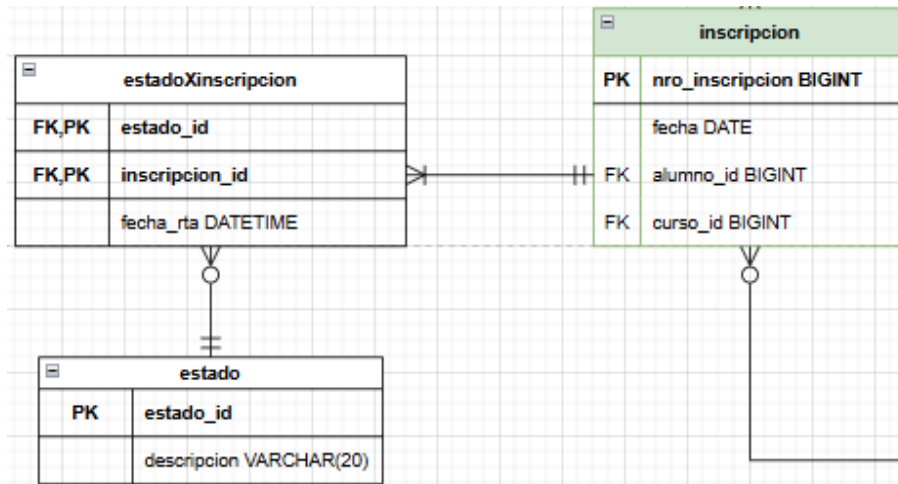 estadoXinscripcion
FK,PK estado_id
FK,PK inscripcion_id
fecha_rta DATETIME
inscripcion
PK nro_inscripcion BIGINT
fecha DATE
FK alumno_id BIGINT
FK curso_id BIGINT
estado
PK estado_id
descripcion VARCHAR(20)